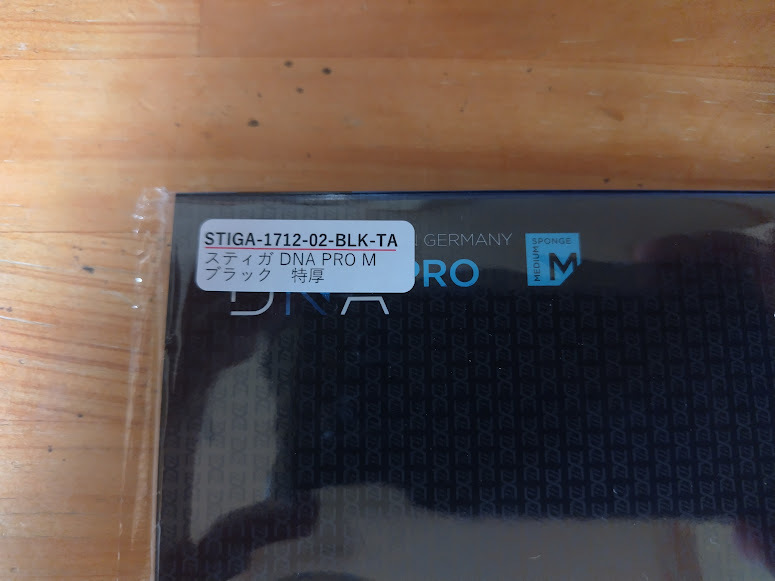 STIGA-1712-02-BLK-TA
スティガ DNA PRO M
ブラック　特厚
GERMANY
DNA PRO
MEDIUM SPONGE
M